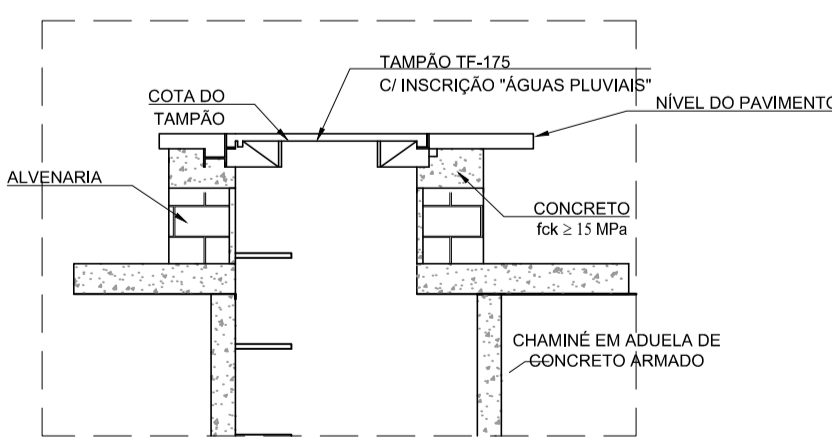 TAMPÃO TF-175
C/ INSCRIÇÃO "ÁGUAS PLUVIAIS"
COTA DO
TAMPÃO
NÍVEL DO PAVIMENTO
ALVENARIA
CONCRETO
fck ≥ 15 MPa
CHAMINÉ EM ADUELA DE
CONCRETO ARMADO